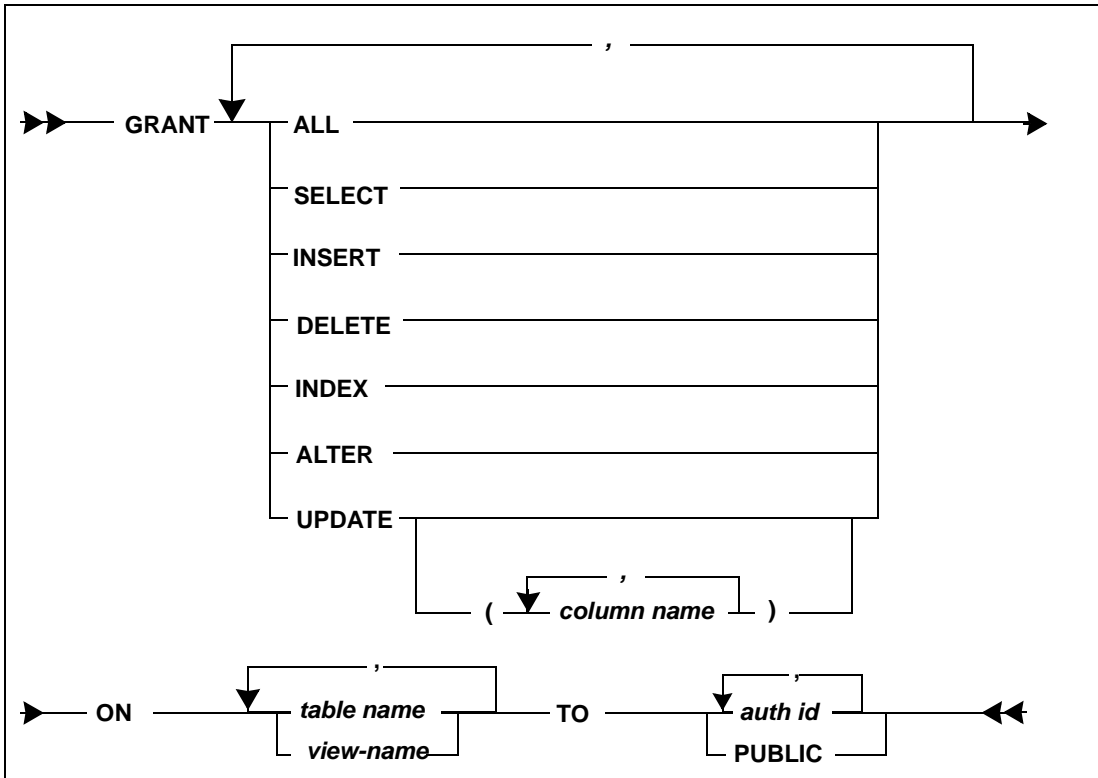 ,
GRANT ALL
SELECT
INSERT
DELETE
INDEX
ALTER
UPDATE
,
( column name )
, ,
ON table name TO auth id
view-name PUBLIC